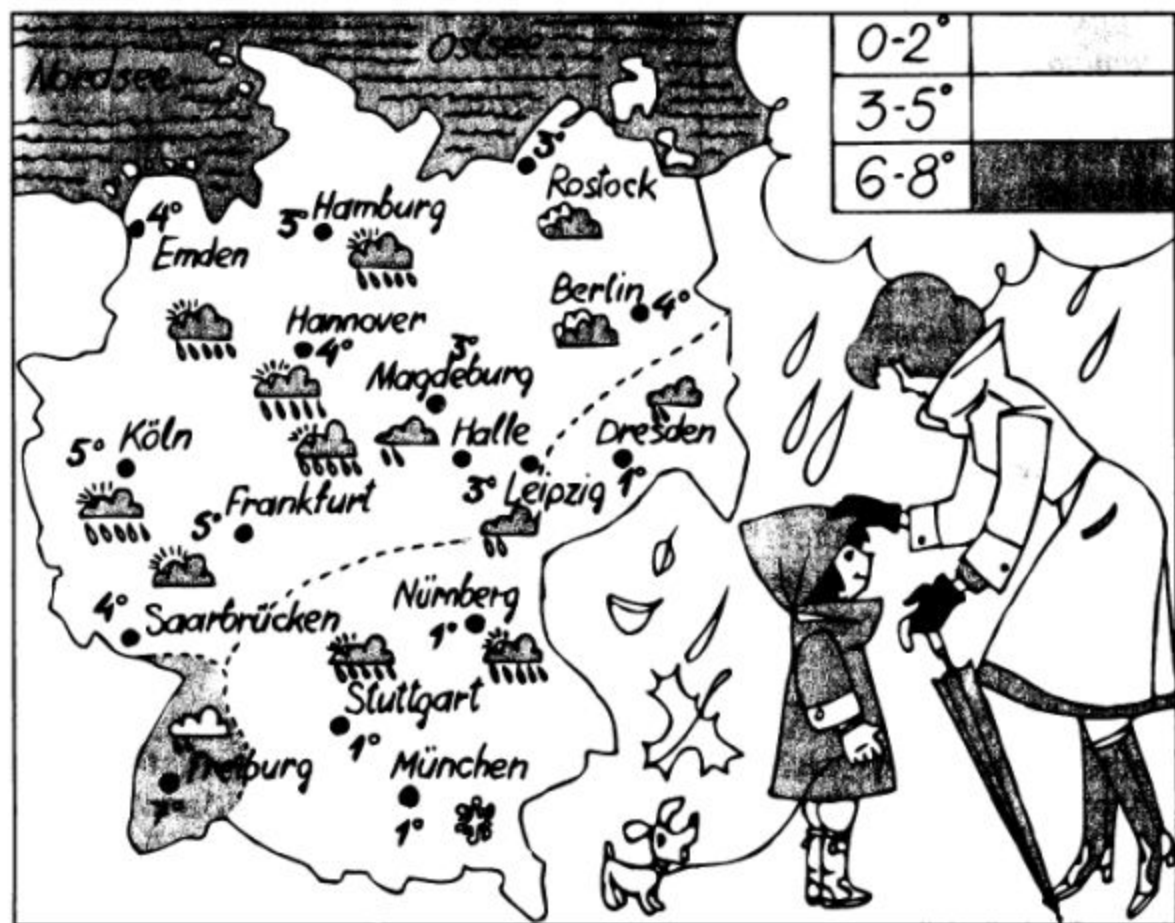 Nordsee
Ostsee
0-2°
3-5°
6-8°
3°
Rostock
4°
Emden
3°
Hamburg
Berlin
4°
Hannover
4°
3°
Magdeburg
5°
Köln
Halle
3°
Dresden
1°
Leipzig
Frankfurt
5°
4°
Saarbrücken
Nürnberg
1°
Stuttgart
1°
Freiburg
7°
München
1°